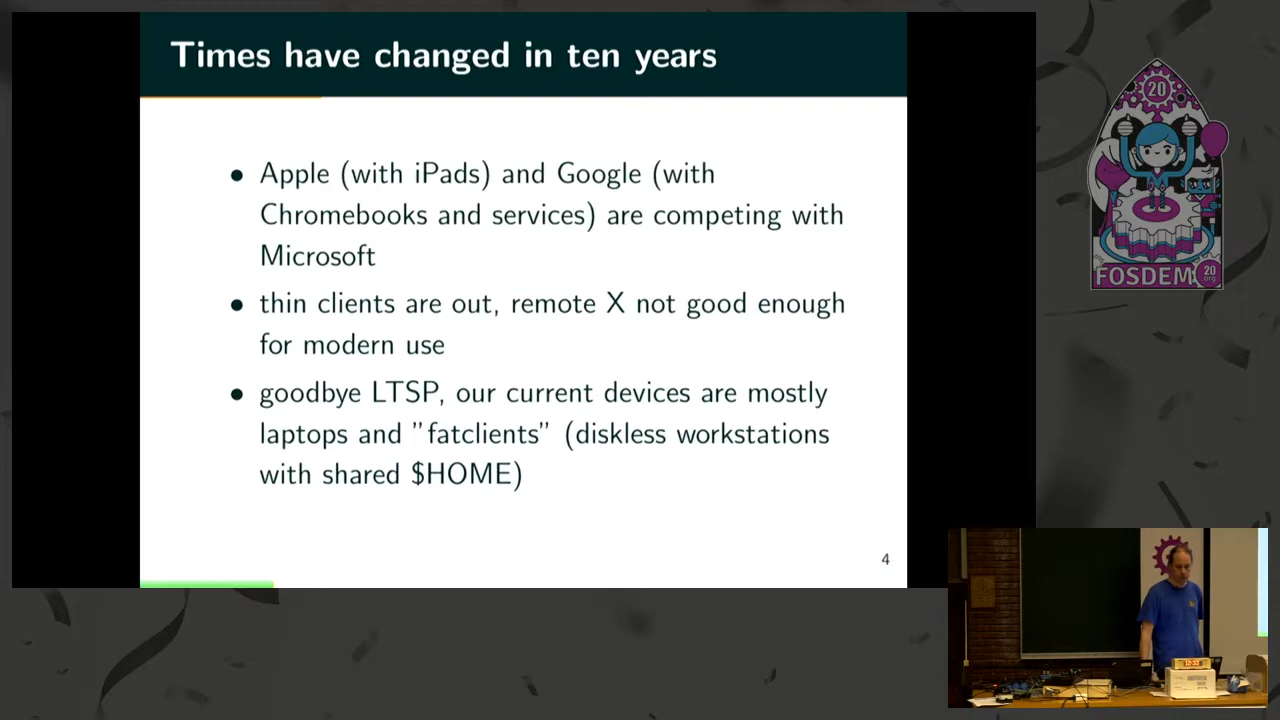 Times have changed in ten years
• Apple (with iPads) and Google (with
Chromebooks and services) are competing with
Microsoft
• thin clients are out, remote X not good enough
for modern use
• goodbye LTSP, our current devices are mostly
laptops and ”fatclients” (diskless workstations
with shared $HOME)
4
20
FOSDEM 20
.org